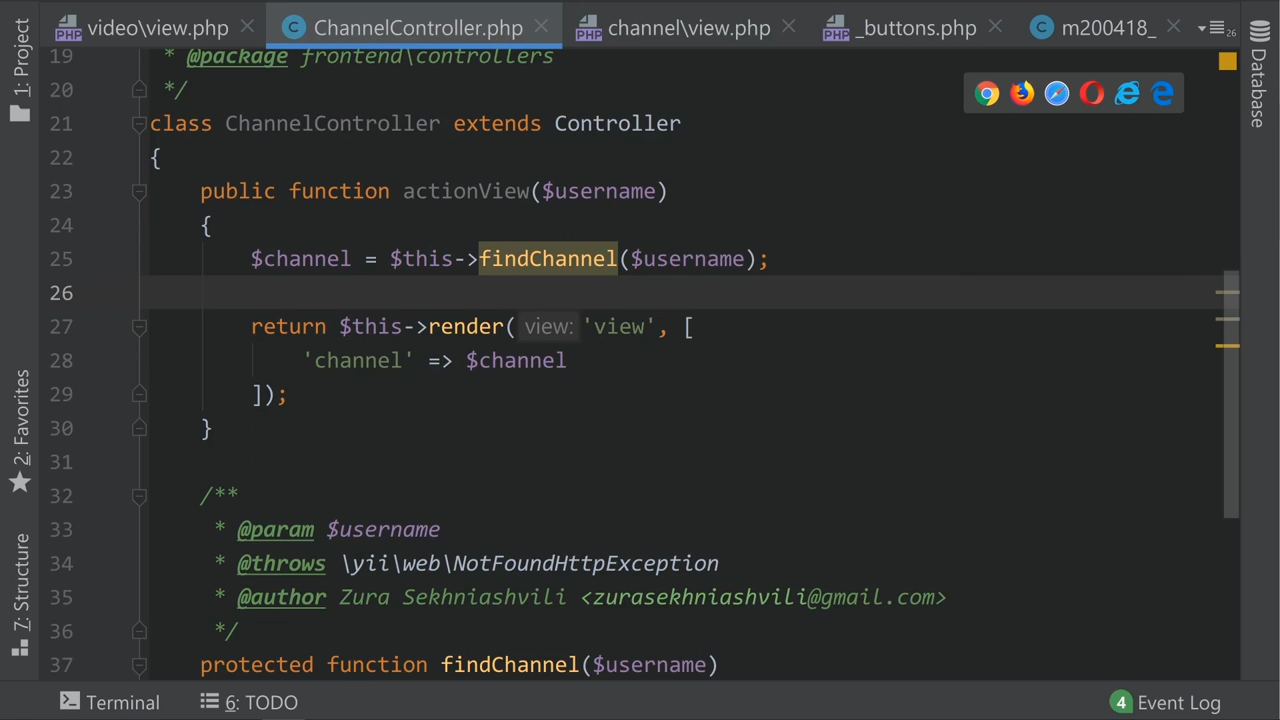 1: Project
2: Favorites
7: Structure
PHP video\view.php
C ChannelController.php
PHP channel\view.php
PHP _buttons.php
C m200418_
26
Database
19 * @package frontend\controllers
20 */
21 class ChannelController extends Controller
22 {
23 public function actionView($username)
24 {
25 $channel = $this->findChannel($username);
26
27 return $this->render( view: 'view', [
28 'channel' => $channel
29 ]);
30 }
31
32 /**
33 * @param $username
34 * @throws \yii\web\NotFoundHttpException
35 * @author Zura Sekhniashvili <zurasekhniashvili@gmail.com>
36 */
37 protected function findChannel($username)
Terminal
6: TODO
4 Event Log